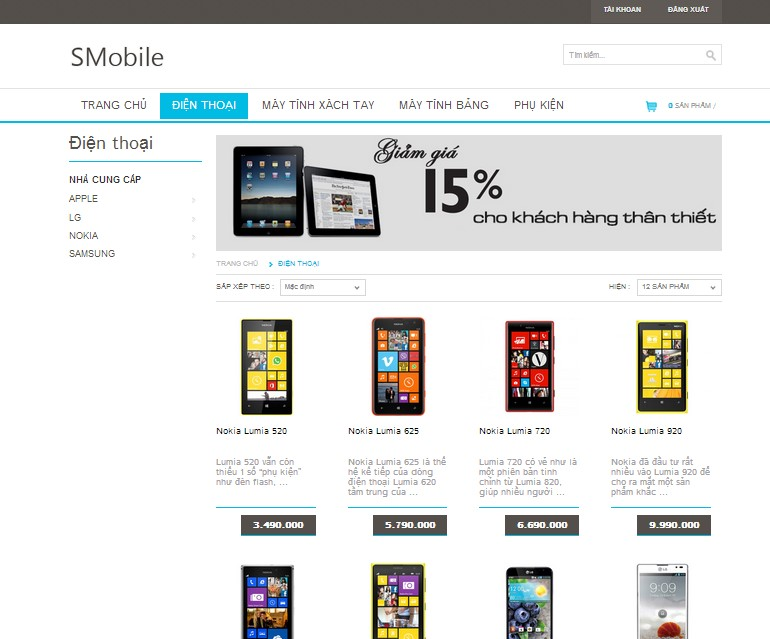 TÀI KHOẢN ĐĂNG XUẤT
SMobile
Tìm kiếm...
TRANG CHỦ ĐIỆN THOẠI MÁY TÍNH XÁCH TAY MÁY TÍNH BẢNG PHỤ KIỆN 0 SẢN PHẨM /
Điện thoại
NHÀ CUNG CẤP
APPLE
LG
NOKIA
SAMSUNG
Giảm giá
15%
cho khách hàng thân thiết
TRANG CHỦ ĐIỆN THOẠI
SẮP XẾP THEO : Mặc định HIỆN : 12 SẢN PHẨM
Nokia Lumia 520
Lumia 520 vẫn còn
thiếu 1 số "phụ kiện"
như đèn flash, ...
3.490.000
Nokia Lumia 625
Nokia Lumia 625 là thế
hệ kế tiếp của dòng
điện thoại Lumia 620
tầm trung của ...
5.790.000
Nokia Lumia 720
Lumia 720 có vẻ như là
một phiên bản tinh
chỉnh từ Lumia 820,
giúp nhiều người ...
6.690.000
Nokia Lumia 920
Nokia đã đầu tư rất
nhiều vào Lumia 920 để
cho ra mắt một sản
phẩm khác ...
9.990.000
LG
LG
9:09